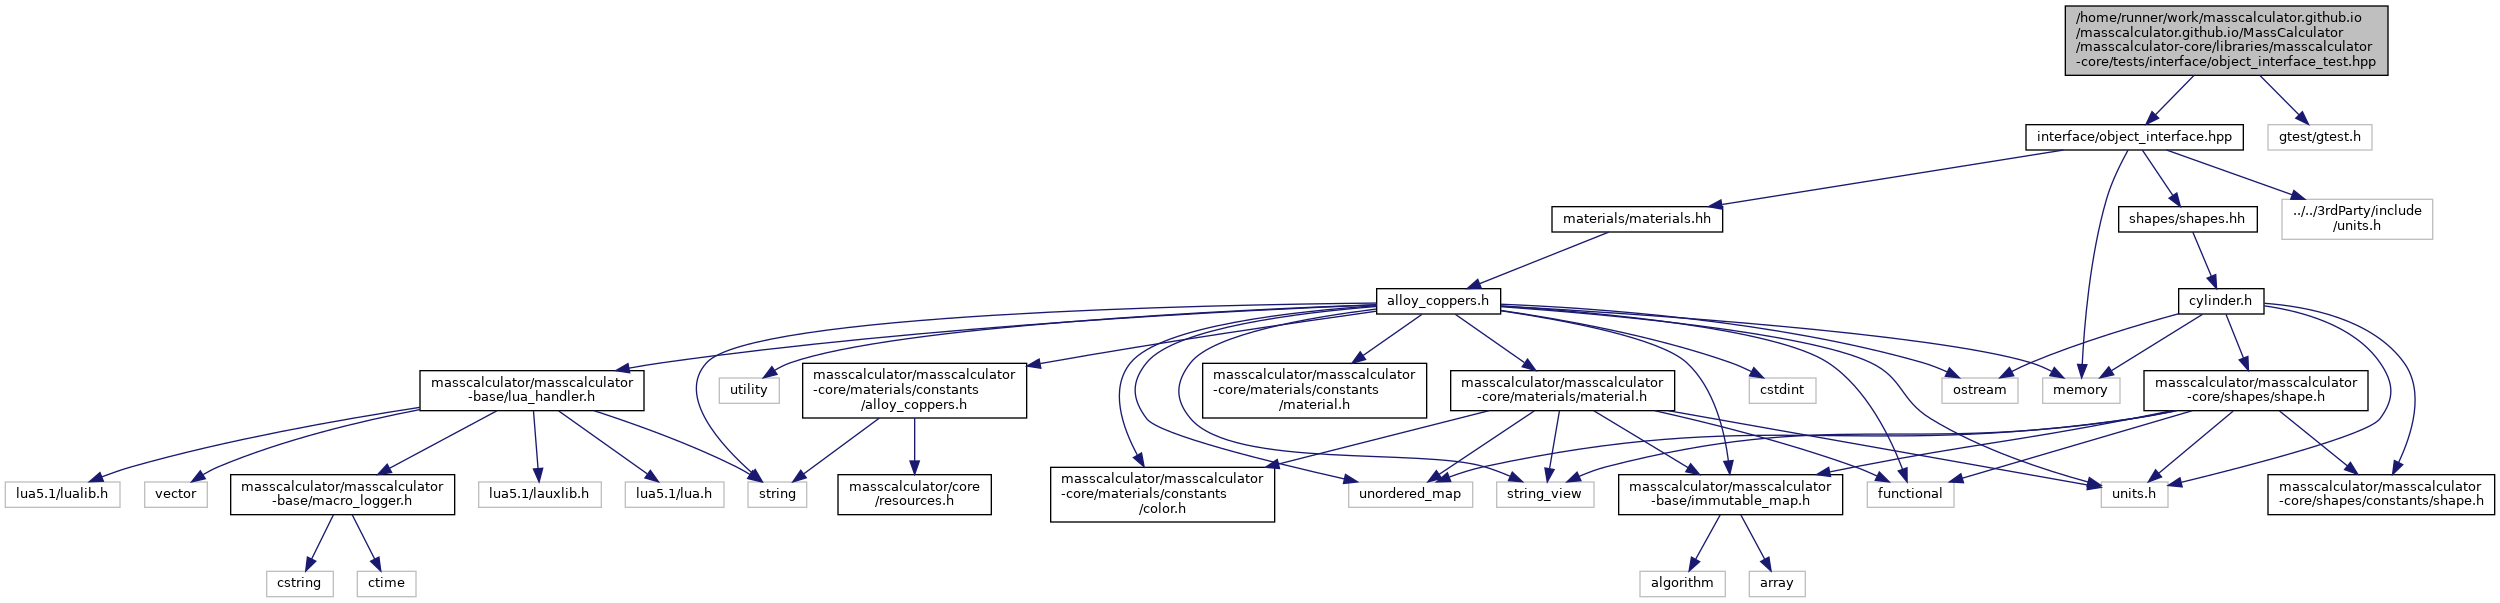 /home/runner/work/masscalculator.github.io
/masscalculator.github.io/MassCalculator
/masscalculator-core/libraries/masscalculator
-core/tests/interface/object_interface_test.hpp
interface/object_interface.hpp
gtest/gtest.h
materials/materials.hh
shapes/shapes.hh
../../3rdParty/include
/units.h
alloy_coppers.h
cylinder.h
masscalculator/masscalculator
-base/lua_handler.h
utility
masscalculator/masscalculator
-core/materials/constants
/alloy_coppers.h
masscalculator/masscalculator
-core/materials/constants
/material.h
masscalculator/masscalculator
-core/materials/material.h
cstdint
ostream
memory
masscalculator/masscalculator
-core/shapes/shape.h
lua5.1/lualib.h
vector
masscalculator/masscalculator
-base/macro_logger.h
lua5.1/lauxlib.h
lua5.1/lua.h
string
masscalculator/core
/resources.h
masscalculator/masscalculator
-core/materials/constants
/color.h
unordered_map
string_view
masscalculator/masscalculator
-base/immutable_map.h
functional
units.h
masscalculator/masscalculator
-core/shapes/constants/shape.h
cstring
ctime
algorithm
array